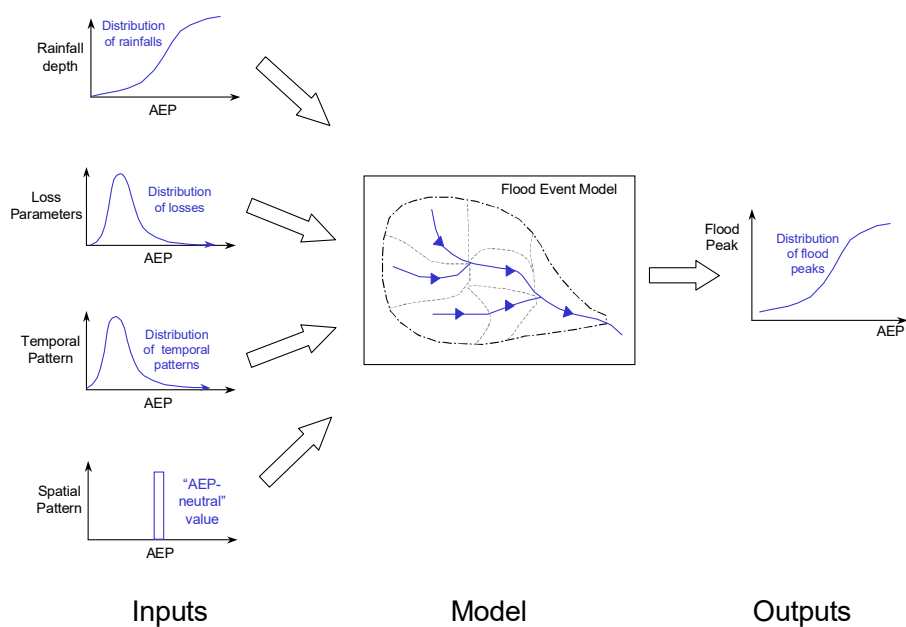 Rainfall
depth
Distribution
of rainfalls
AEP
Loss
Parameters
Distribution
of losses
AEP
Temporal
Pattern
Distribution
of temporal
patterns
AEP
Spatial
Pattern
“AEP-
neutral”
value
AEP
Flood Event Model
Flood
Peak
Distribution
of flood
peaks
AEP
Inputs
Model
Outputs